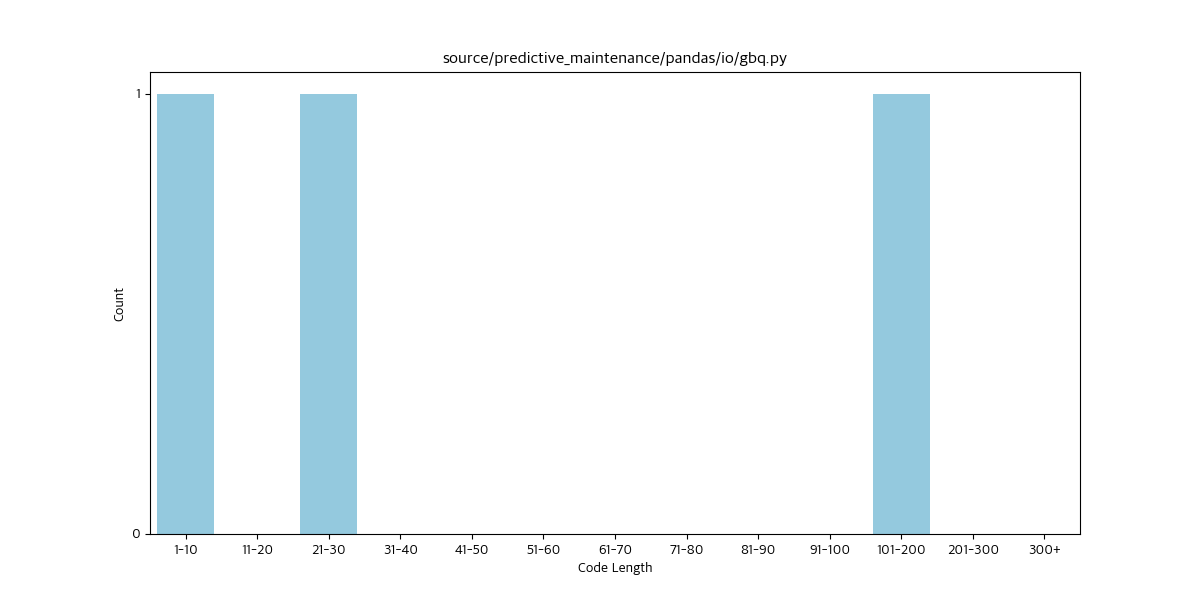 source/predictive_maintenance/pandas/io/gbq.py
1
Count
0
1-10 11-20 21-30 31-40 41-50 51-60 61-70 71-80 81-90 91-100 101-200 201-300 300+
Code Length